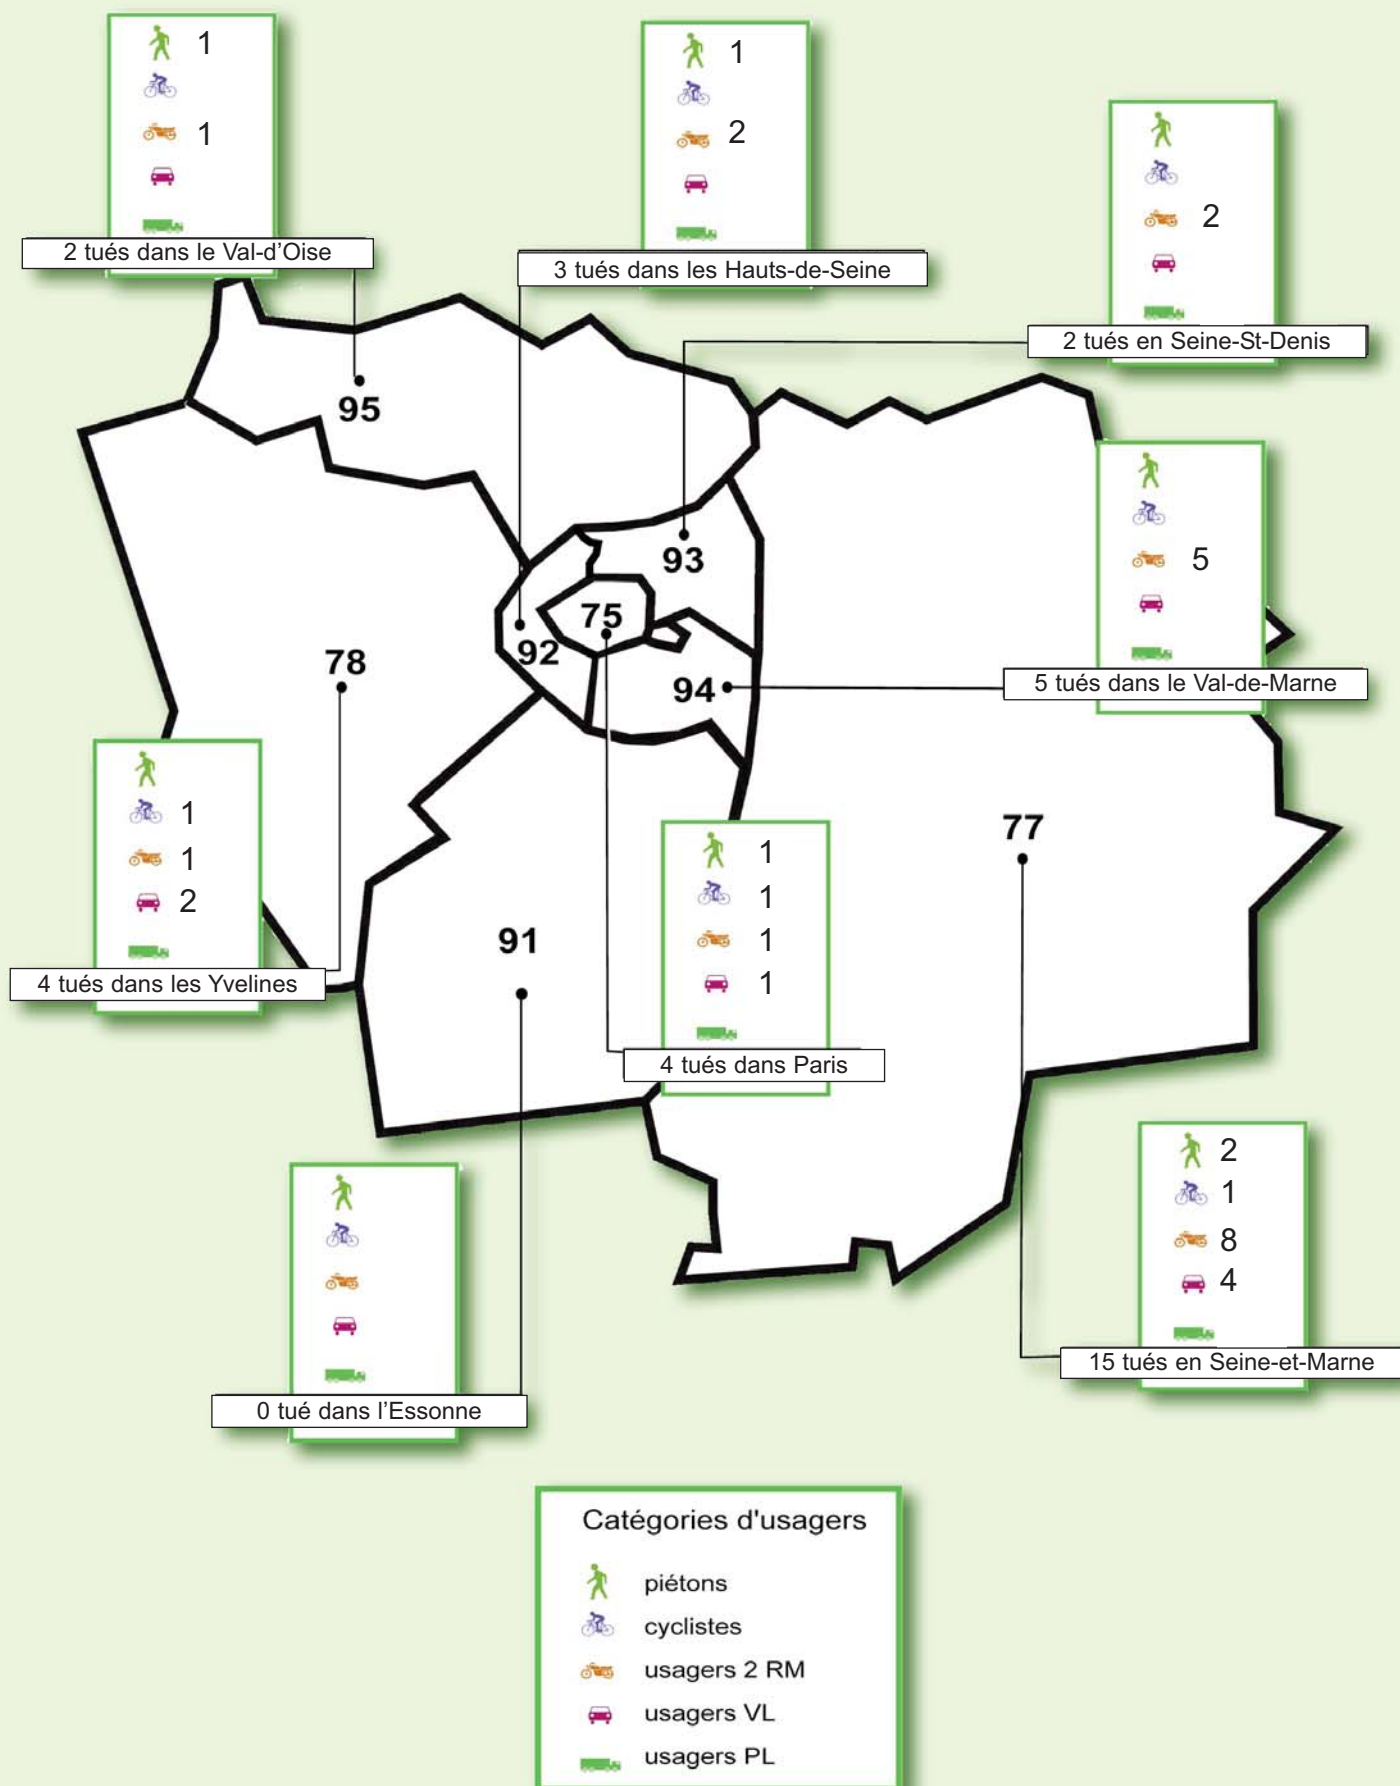 1
1
2 tués dans le Val-d'Oise
1
2
3 tués dans les Hauts-de-Seine
2
2 tués en Seine-St-Denis
95
93
75
92
78
94
5
5 tués dans le Val-de-Marne
1
1
2
4 tués dans les Yvelines
91
1
1
1
1
4 tués dans Paris
77
2
1
8
4
15 tués en Seine-et-Marne
0 tué dans l'Essonne
Catégories d'usagers
piétons
cyclistes
usagers 2 RM
usagers VL
usagers PL